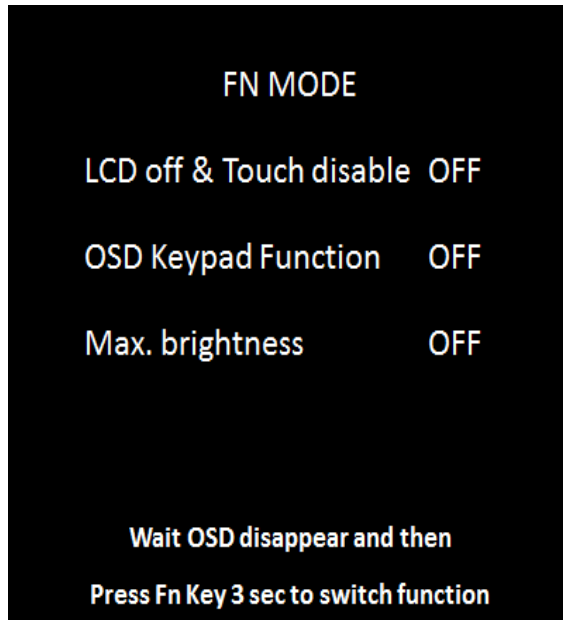 FN MODE
LCD off & Touch disable OFF
OSD Keypad Function OFF
Max. brightness OFF
Wait OSD disappear and then
Press Fn Key 3 sec to switch function